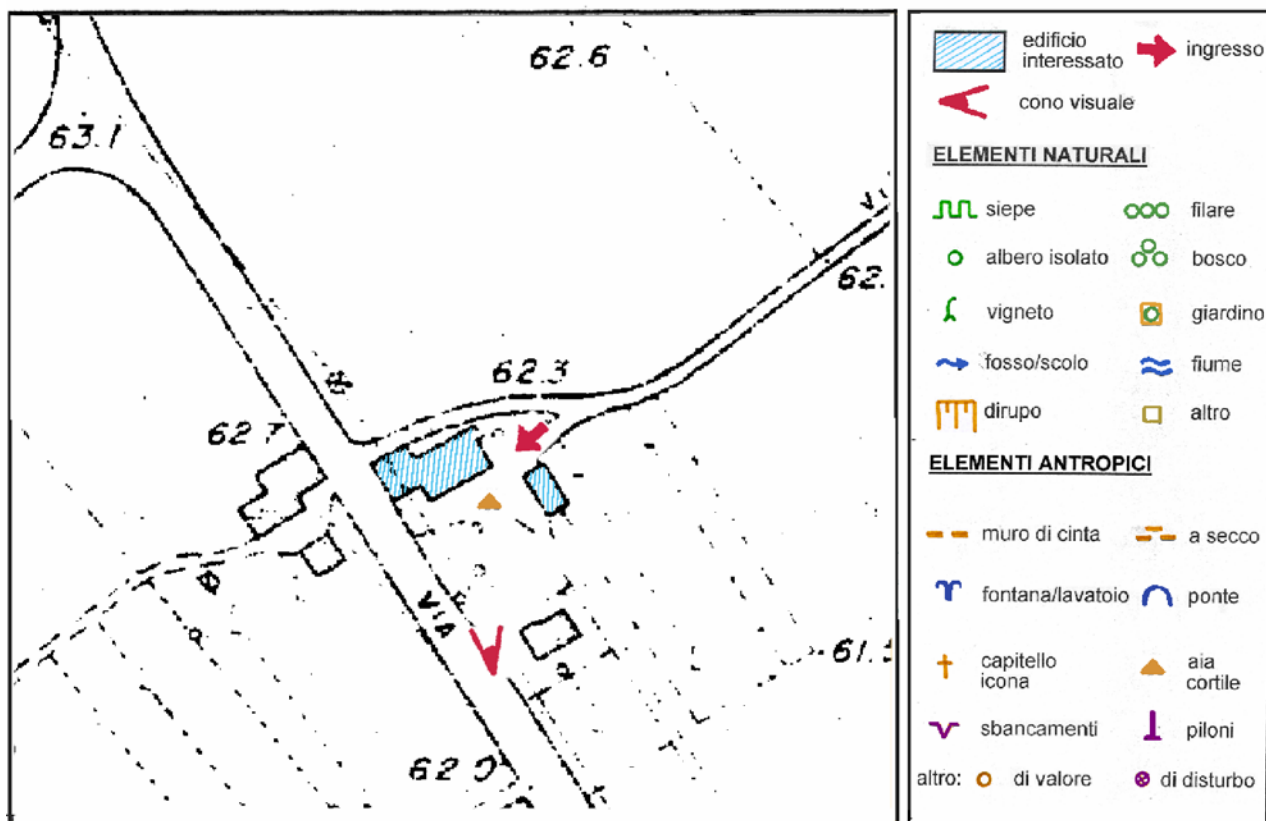 62.6
63.1
62.
62.3
62.7
VIA
61.
62.0
edificio interessato
ingresso
cono visuale
ELEMENTI NATURALI
siepe
filare
albero isolato
bosco
vigneto
giardino
fosso/scolo
fiume
dirupo
altro
ELEMENTI ANTROPICI
muro di cinta
a secco
fontana/lavatoio
ponte
capitello icona
aia cortile
sbancamenti
piloni
altro:
di valore
di disturbo